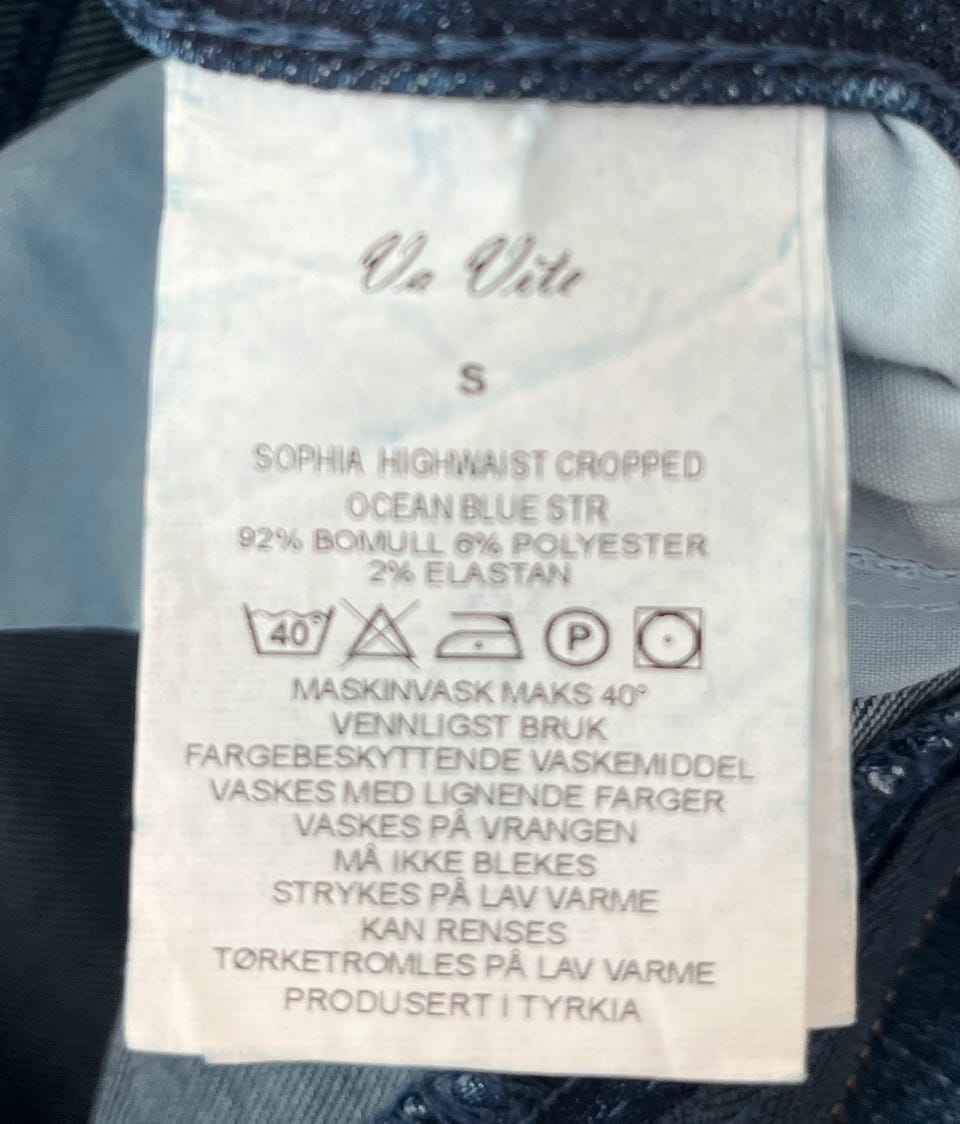 Va Vite
S
SOPHIA HIGHWAIST CROPPED
OCEAN BLUE STR
92% BOMULL 6% POLYESTER
2% ELASTAN
40° P
MASKINVASK MAKS 40°
VENNLIGST BRUK
FARGEBESKYTTENDE VASKEMIDDEL
VASKES MED LIGNENDE FARGER
VASKES PÅ VRANGEN
MÅ IKKE BLEKES
STRYKES PÅ LAV VARME
KAN RENSES
TØRKETROMLES PÅ LAV VARME
PRODUSERT I TYRKIA